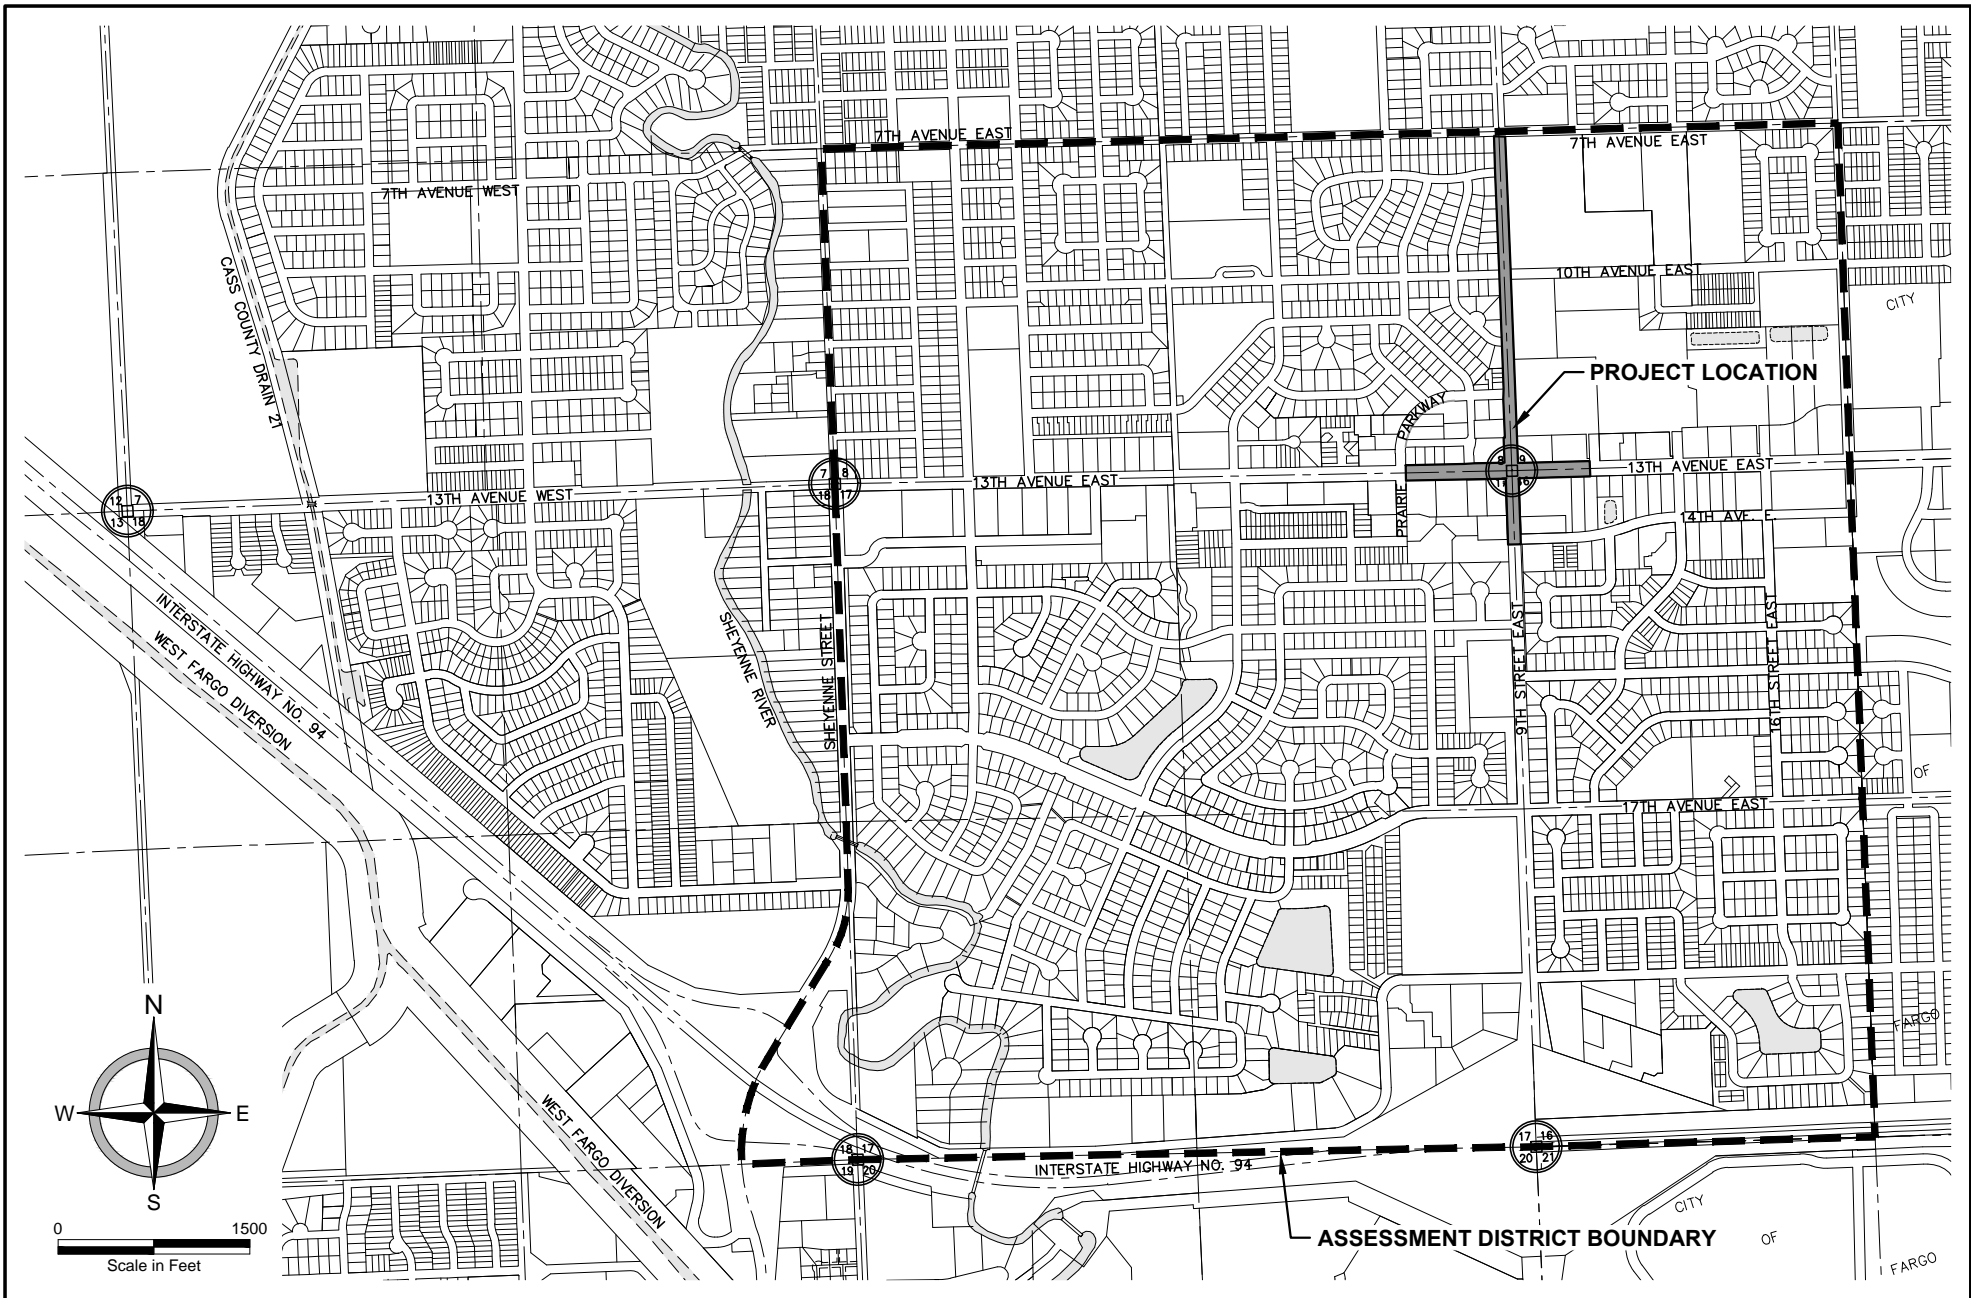 7TH AVENUE EAST
7TH AVENUE EAST
7TH AVENUE WEST
CASS COUNTY DRAIN 21
10TH AVENUE EAST
CITY
PROJECT LOCATION
PARKWAY
8 9
17 16
13TH AVENUE EAST
7 8
18 17
13TH AVENUE EAST
12 7
13 18
13TH AVENUE WEST
PRAIRIE
14TH AVE. E.
INTERSTATE HIGHWAY NO. 94
WEST FARGO DIVERSION
SHEYENNE RIVER
SHEYENNE STREET
9TH STREET EAST
16TH STREET EAST
OF
17TH AVENUE EAST
FARGO
N
W E
S
WEST FARGO DIVERSION
18 17
19 20
INTERSTATE HIGHWAY NO. 94
17 16
20 21
CITY
OF
FARGO
ASSESSMENT DISTRICT BOUNDARY
0 1500
Scale in Feet